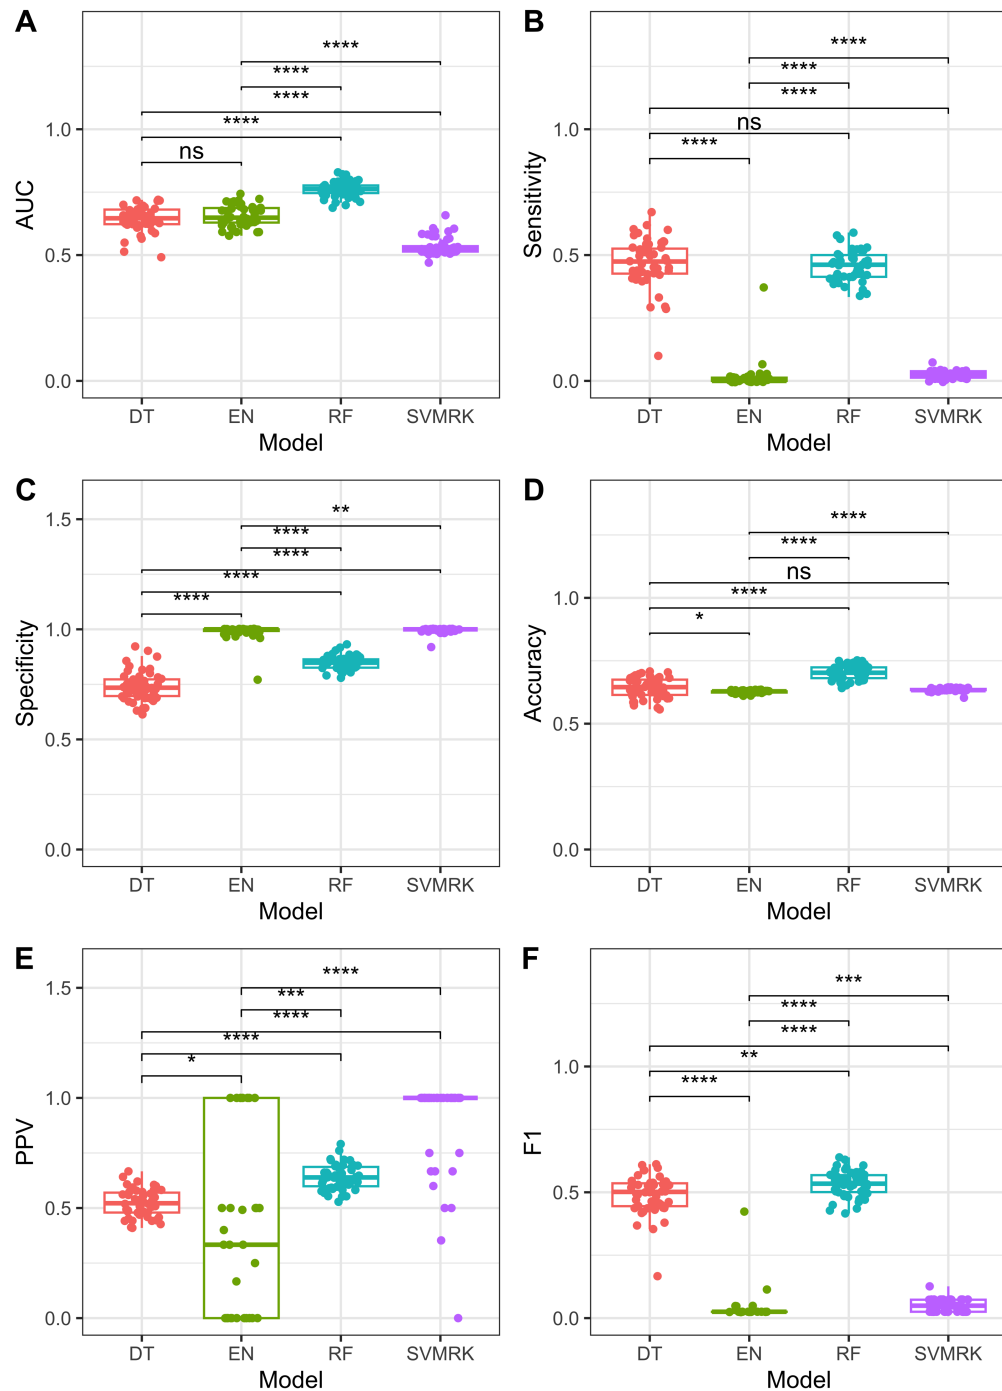 A
AUC
1.0
0.5
0.0
****
****
****
****
ns
DT EN RF SVMRK
Model
B
Sensitivity
1.0
0.5
0.0
****
****
****
ns
****
DT EN RF SVMRK
Model
C
Specificity
1.5
1.0
0.5
0.0
**
****
****
****
****
DT EN RF SVMRK
Model
D
Accuracy
1.0
0.5
0.0
****
****
ns
****
*
DT EN RF SVMRK
Model
E
PPV
1.5
1.0
0.5
0.0
****
***
****
****
*
DT EN RF SVMRK
Model
F
F1
1.0
0.5
0.0
***
****
****
**
****
DT EN RF SVMRK
Model